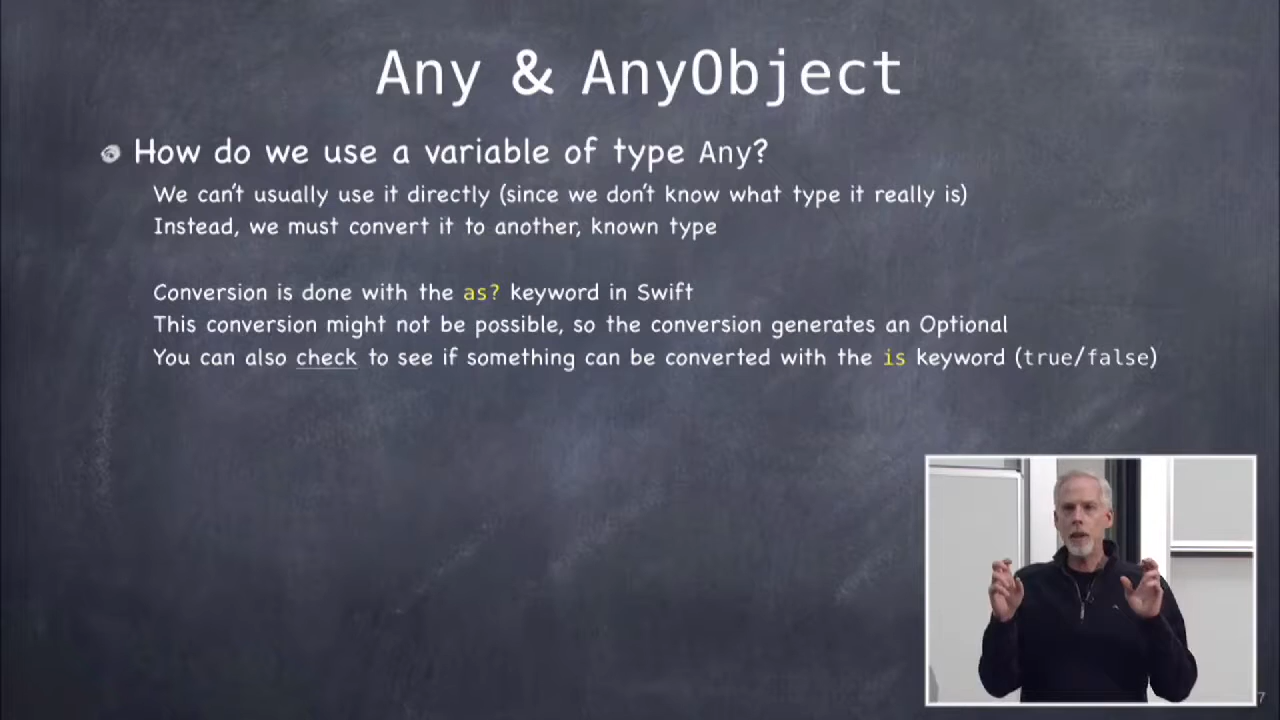 Any & AnyObject
How do we use a variable of type Any?
We can't usually use it directly (since we don't know what type it really is)
Instead, we must convert it to another, known type
Conversion is done with the as? keyword in Swift
This conversion might not be possible, so the conversion generates an Optional
You can also check to see if something can be converted with the is keyword (true/false)
7